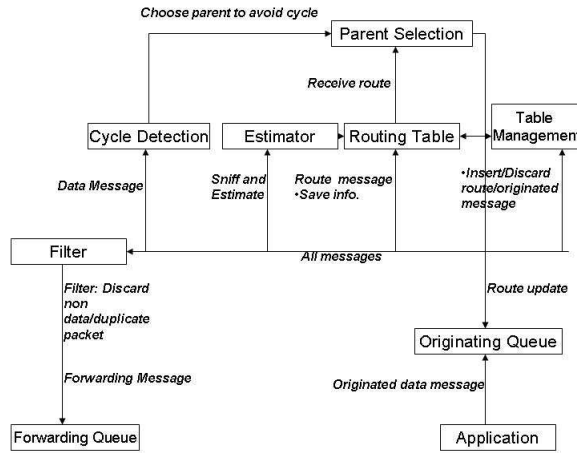 Choose parent to avoid cycle
Parent Selection
Receive route
Cycle Detection
Estimator
Routing Table
Table
Management
Data Message
Sniff and
Estimate
Route message
•Save info.
•Insert/Discard
route/originated
message
Filter
All messages
Filter: Discard
non
data/duplicate
packet
Route update
Originating Queue
Forwarding Message
Originated data message
Forwarding Queue
Application